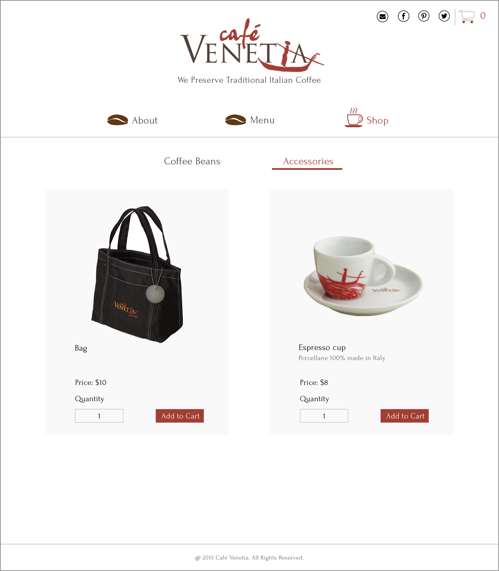 0
café
VENETIA
We Preserve Traditional Italian Coffee
About
Menu
Shop
Coffee Beans
Accessories
VENETIA
VENETIA
Bag
Espresso cup
Porcellane 100% made in Italy
Price: $10
Price: $8
Quantity
Quantity
1
Add to Cart
1
Add to Cart
@ 2015 Cafe Venetia. All Rights Reserved.